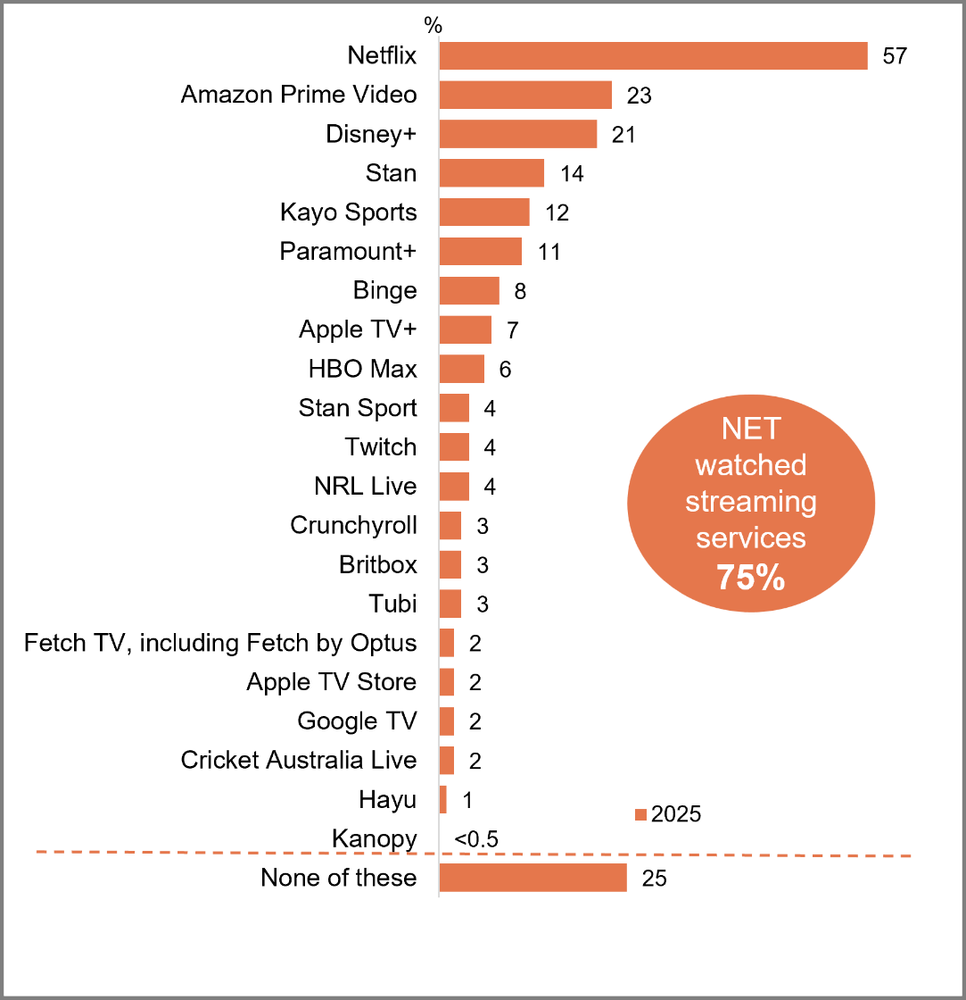 %
Netflix 57
Amazon Prime Video 23
Disney+ 21
Stan 14
Kayo Sports 12
Paramount+ 11
Binge 8
Apple TV+ 7
HBO Max 6
Stan Sport 4
Twitch 4
NRL Live 4
Crunchyroll 3
Britbox 3
Tubi 3
Fetch TV, including Fetch by Optus 2
Apple TV Store 2
Google TV 2
Cricket Australia Live 2
Hayu 1
Kanopy <0.5
None of these 25
NET
watched
streaming
services
75%
2025